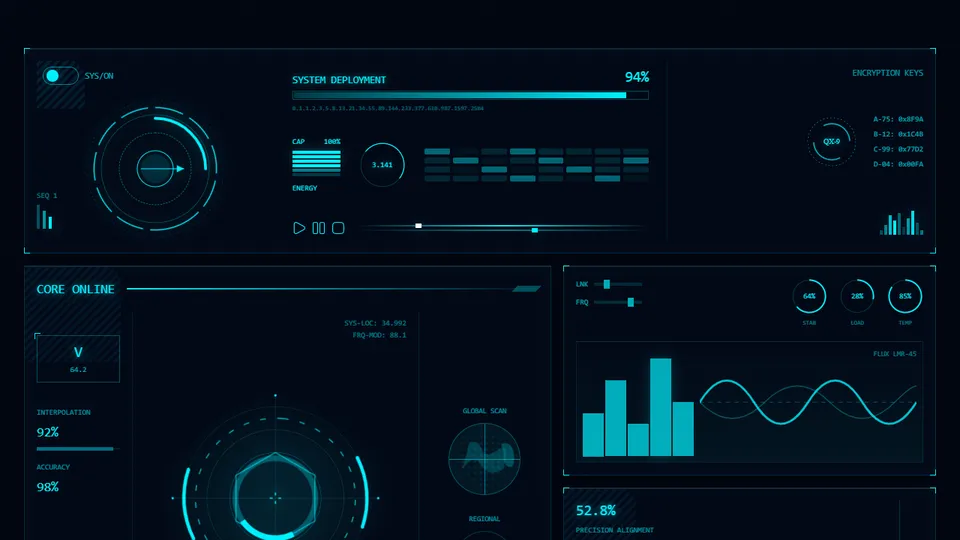 SYS/ON
SEQ 1
SYSTEM DEPLOYMENT
94%
CAP 100%
ENERGY
3.141
ENCRYPTION KEYS
QX-9
A-75: 0x8F9A
B-12: 0x1C4B
C-99: 0x77D2
D-04: 0x00FA
CORE ONLINE
SYS-LOC: 34.992
FRQ-MOD: 88.1
V
64.2
INTERPOLATION
92%
ACCURACY
98%
GLOBAL SCAN
REGIONAL
LNK
FRQ
64%
28%
85%
STAB
LOAD
TEMP
FLUX LMR-45
52.8%
PRECISION ALIGNMENT